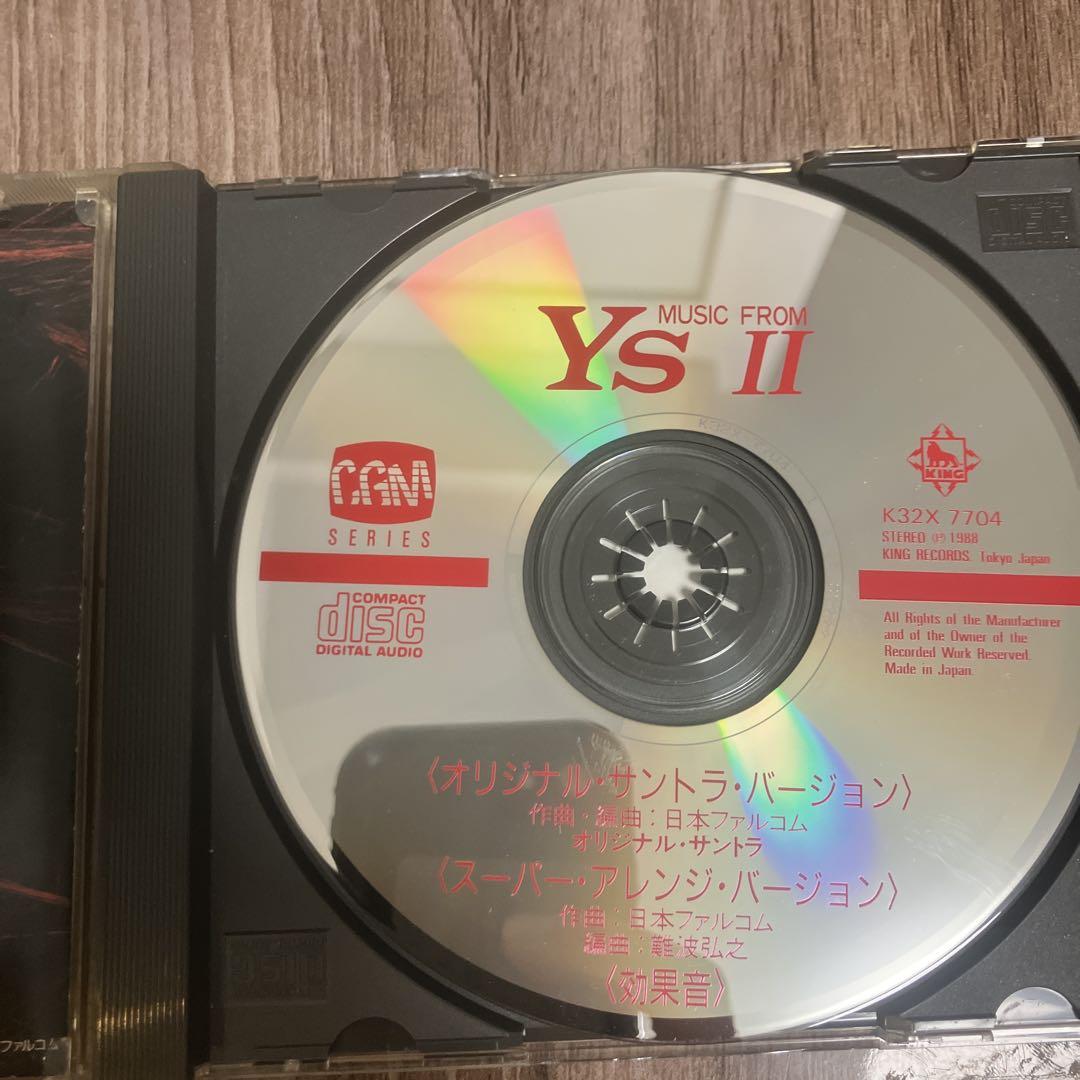 MUSIC FROM
Ys II
KING
K32X 7704
STEREO Ⓟ 1988
KING RECORDS. Tokyo Japan
SERIES
COMPACT
disc
DIGITAL AUDIO
All Rights of the Manufacturer
and of the Owner of the
Recorded Work Reserved.
Made in Japan.
〈オリジナル・サントラ・バージョン〉
作曲・編曲：日本ファルコム
オリジナル・サントラ
〈スーパー・アレンジ・バージョン〉
作曲：日本ファルコム
編曲：難波弘之
〈効果音〉
ファルコム